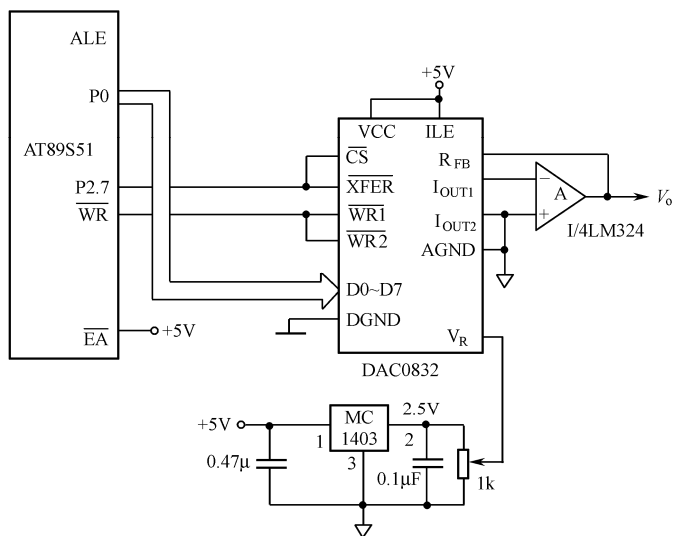 ALE
P0
AT89S51
P2.7
WR
EA
+5V
+5V
VCC
ILE
CS
XFER
WR1
WR2
D0~D7
DGND
RFB
IOUT1
IOUT2
AGND
VR
DAC0832
A
I/4LM324
Vo
+5V
0.47μ
1
MC
1403
3
2.5V
2
0.1μF
1k